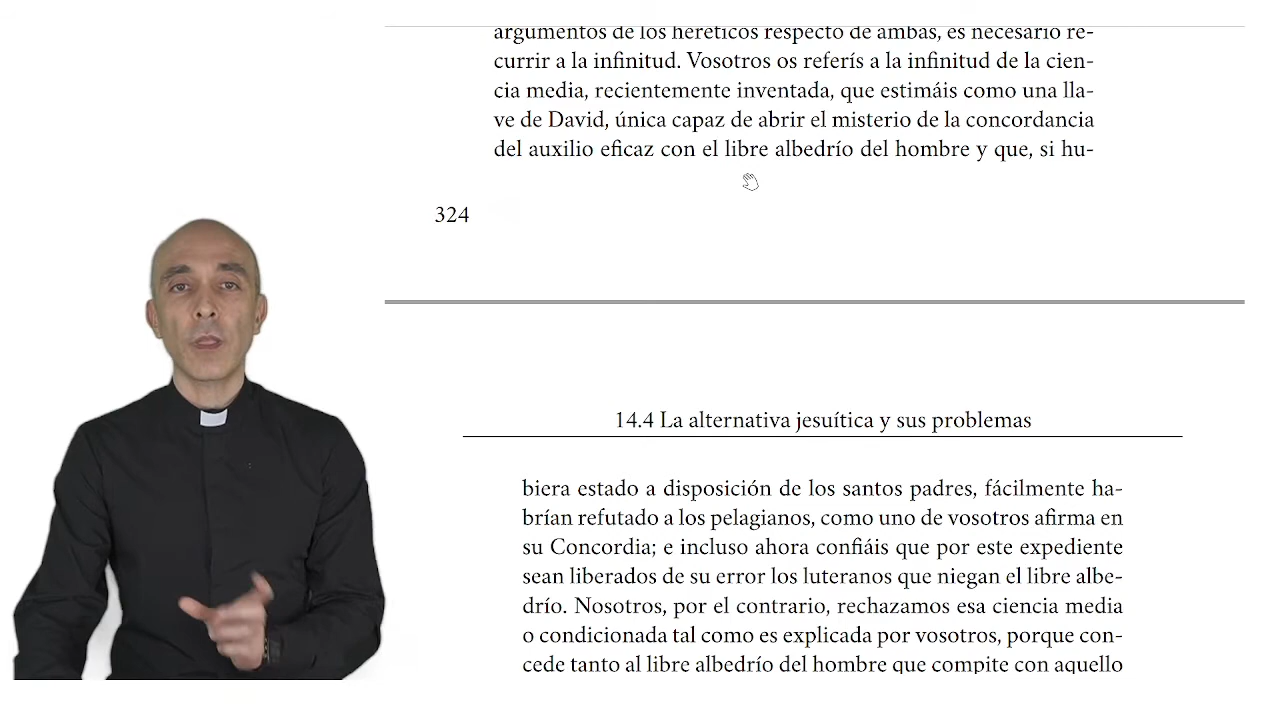 argumentos de los heréticos respecto de ambas, es necesario re-
currir a la infinitud. Vosotros os referís a la infinitud de la cien-
cia media, recientemente inventada, que estimáis como una lla-
ve de David, única capaz de abrir el misterio de la concordancia
del auxilio eficaz con el libre albedrío del hombre y que, si hu-
324
14.4 La alternativa jesuítica y sus problemas
biera estado a disposición de los santos padres, fácilmente ha-
brían refutado a los pelagianos, como uno de vosotros afirma en
su Concordia; e incluso ahora confiáis que por este expediente
sean liberados de su error los luteranos que niegan el libre albe-
drío. Nosotros, por el contrario, rechazamos esa ciencia media
o condicionada tal como es explicada por vosotros, porque con-
cede tanto al libre albedrío del hombre que compite con aquello